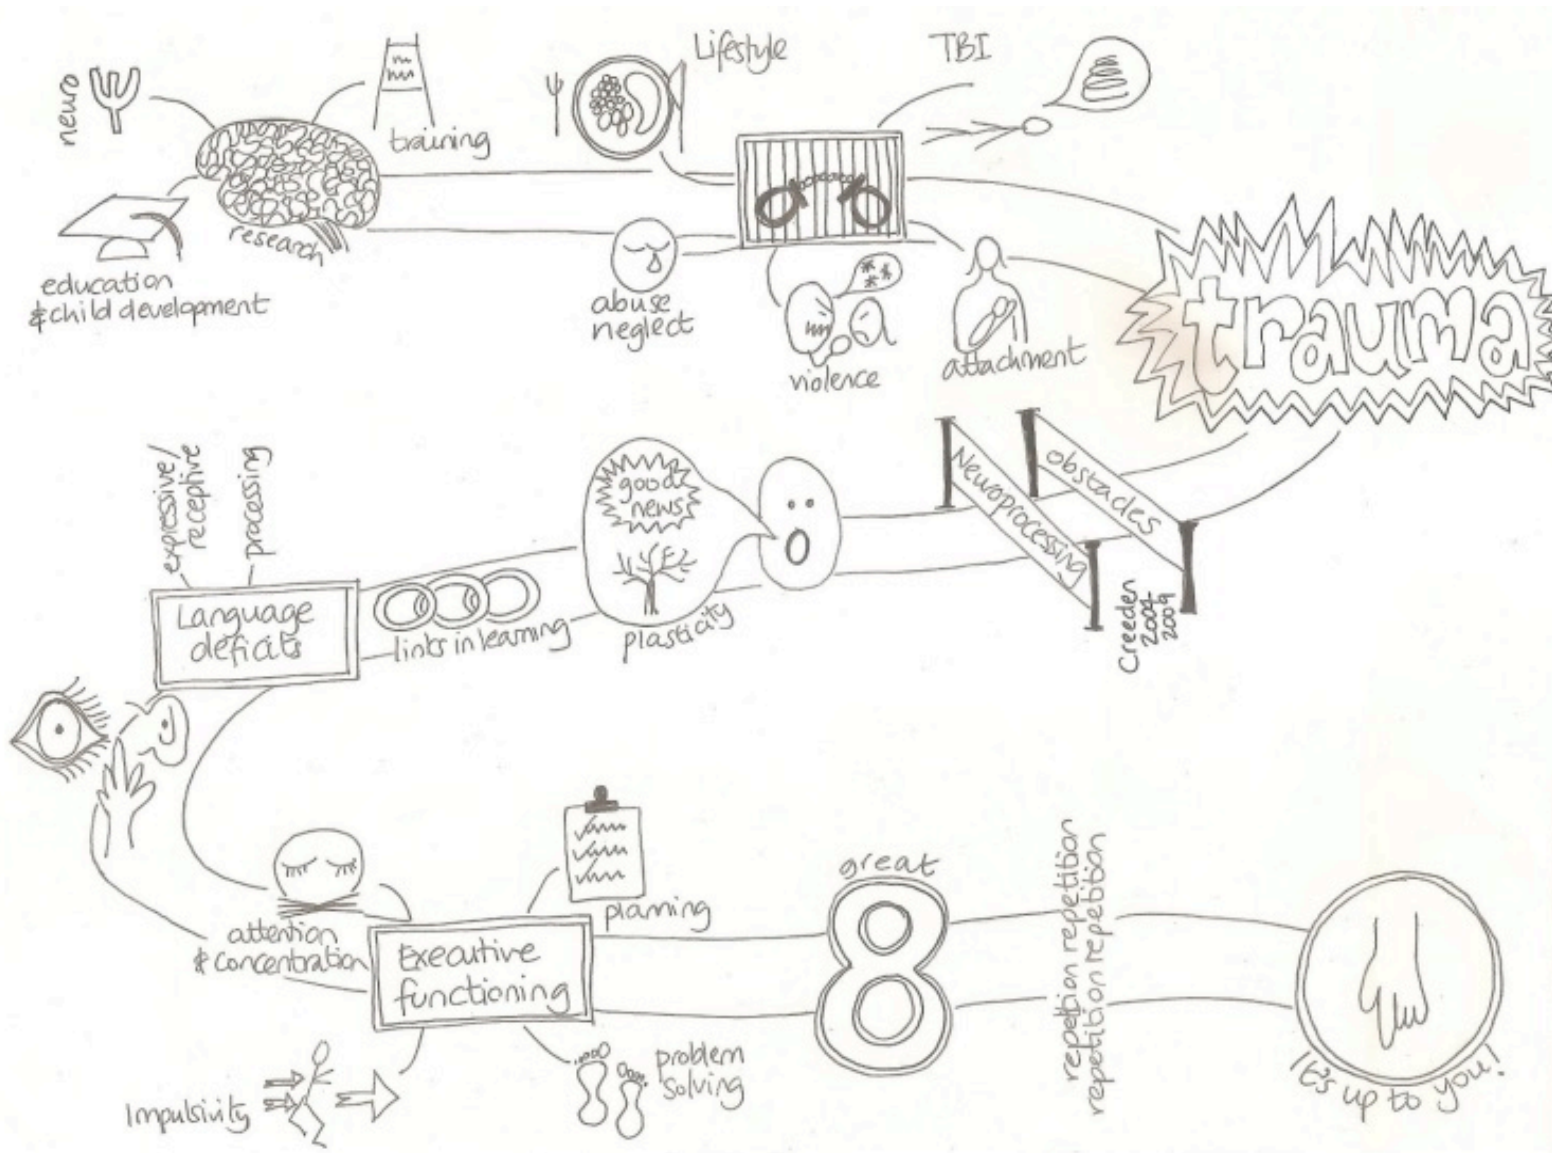 neuro
training
Lifestyle
TBI
research
education
& child development
abuse
neglect
violence
attachment
trauma
obstacles
Neuroprocessing
Creeden
2004
2009
good
news
plasticity
links in learning
expressive/
receptive
processing
Language
deficits
attention
& concentration
Executive
functioning
planning
problem
solving
Impulsivity
great
8
repetition repetition
repetition repetition
It's up to you!